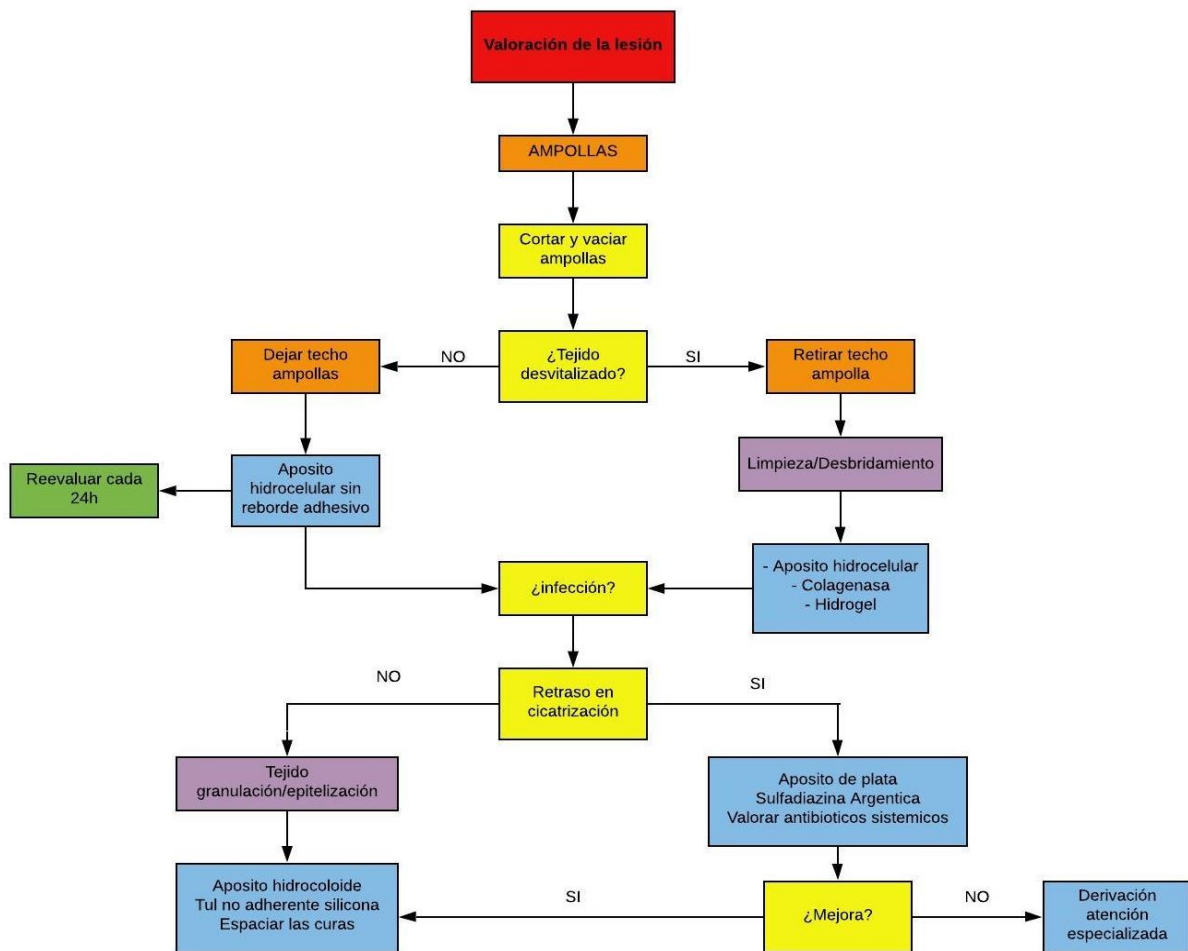 Valoración de la lesión
AMPOLLAS
Cortar y vaciar
ampollas
¿Tejido
desvitalizado?
NO
SI
Dejar techo
ampollas
Retirar techo
ampolla
Aposito
hidrocelular sin
reborde adhesivo
Reevaluar cada
24h
Limpieza/Desbridamiento
- Aposito hidrocelular
- Colagenasa
- Hidrogel
¿infección?
Retraso en
cicatrización
NO
SI
Tejido
granulación/epitelización
Aposito de plata
Sulfadiazina Argentica
Valorar antibioticos sistemicos
Aposito hidrocoloide
Tul no adherente silicona
Espaciar las curas
SI
¿Mejora?
NO
Derivación
atención
especializada